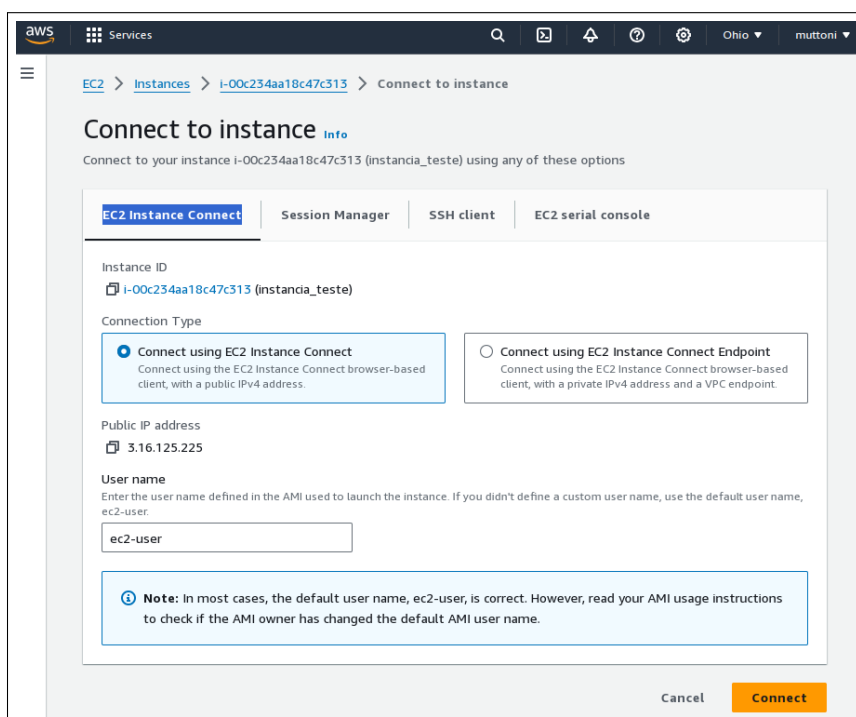 aws Services Ohio muttoni
EC2 > Instances > i-00c234aa18c47c313 > Connect to instance
Connect to instance Info
Connect to your instance i-00c234aa18c47c313 (instancia_teste) using any of these options
EC2 Instance Connect Session Manager SSH client EC2 serial console
Instance ID
i-00c234aa18c47c313 (instancia_teste)
Connection Type
Connect using EC2 Instance Connect
Connect using the EC2 Instance Connect browser-based
client, with a public IPv4 address.
Connect using EC2 Instance Connect Endpoint
Connect using the EC2 Instance Connect browser-based
client, with a private IPv4 address and a VPC endpoint.
Public IP address
3.16.125.225
User name
Enter the user name defined in the AMI used to launch the instance. If you didn't define a custom user name, use the default user name,
ec2-user.
ec2-user
Note: In most cases, the default user name, ec2-user, is correct. However, read your AMI usage instructions
to check if the AMI owner has changed the default AMI user name.
Cancel Connect